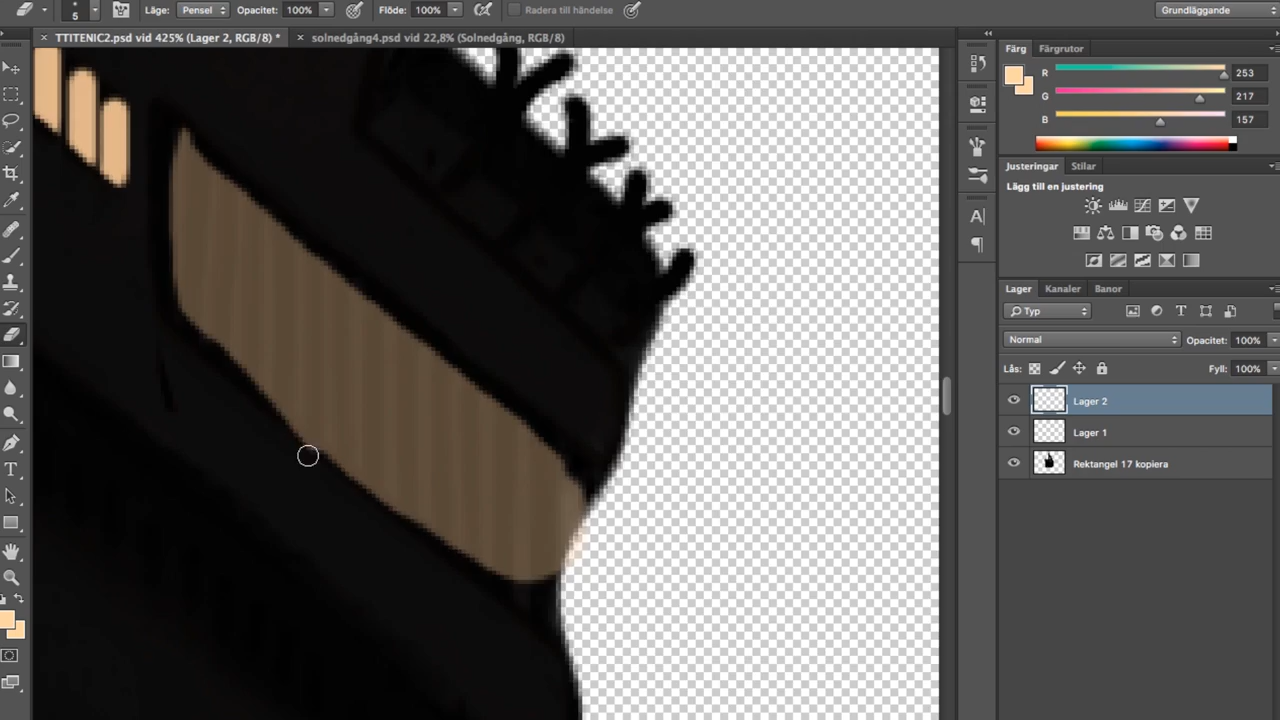 5 Läge: Pensel Opacitet: 100% Flöde: 100% Radera till händelse Grundläggande
× TTITENIC2.psd vid 425% (Lager 2, RGB/8) * × solnedgång4.psd vid 22,8% (Solnedgång, RGB/8)
Färg Färgrutor
R 253
G 217
B 157
Justeringar Stilar
Lägg till en justering
Lager Kanaler Banor
Typ
Normal Opacitet: 100%
Lås: Fyll: 100%
Lager 2
Lager 1
Rektangel 17 kopiera